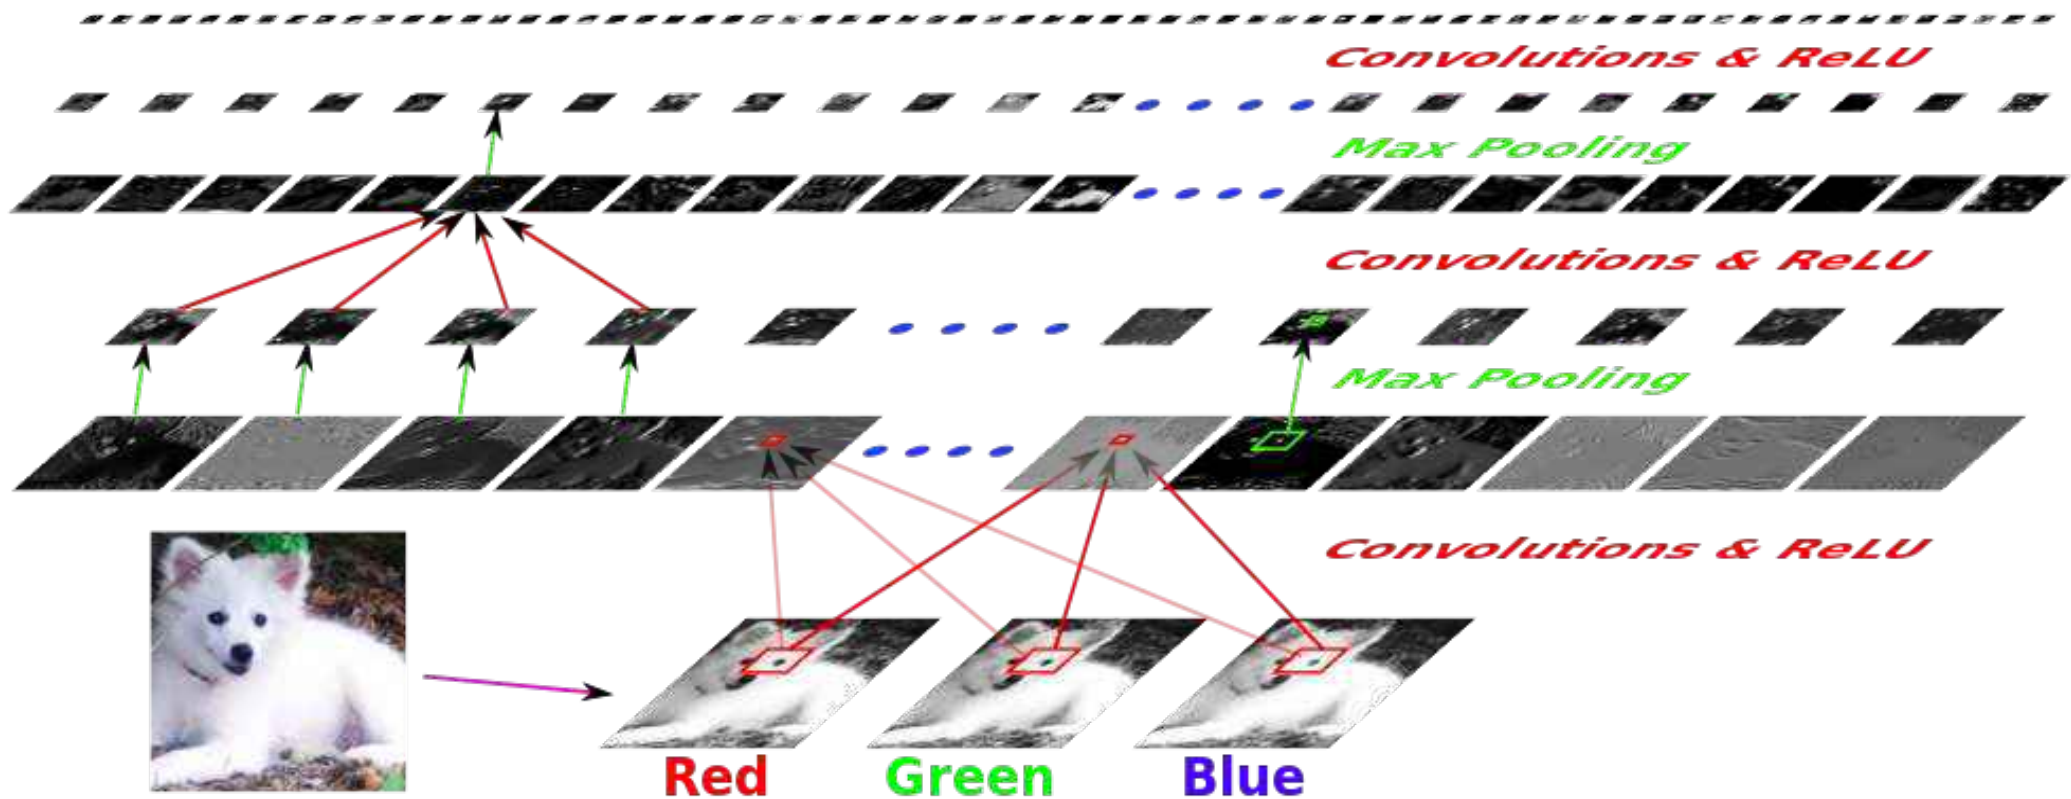 Convolutions & ReLU
Max Pooling
Convolutions & ReLU
Max Pooling
Convolutions & ReLU
Red Green Blue